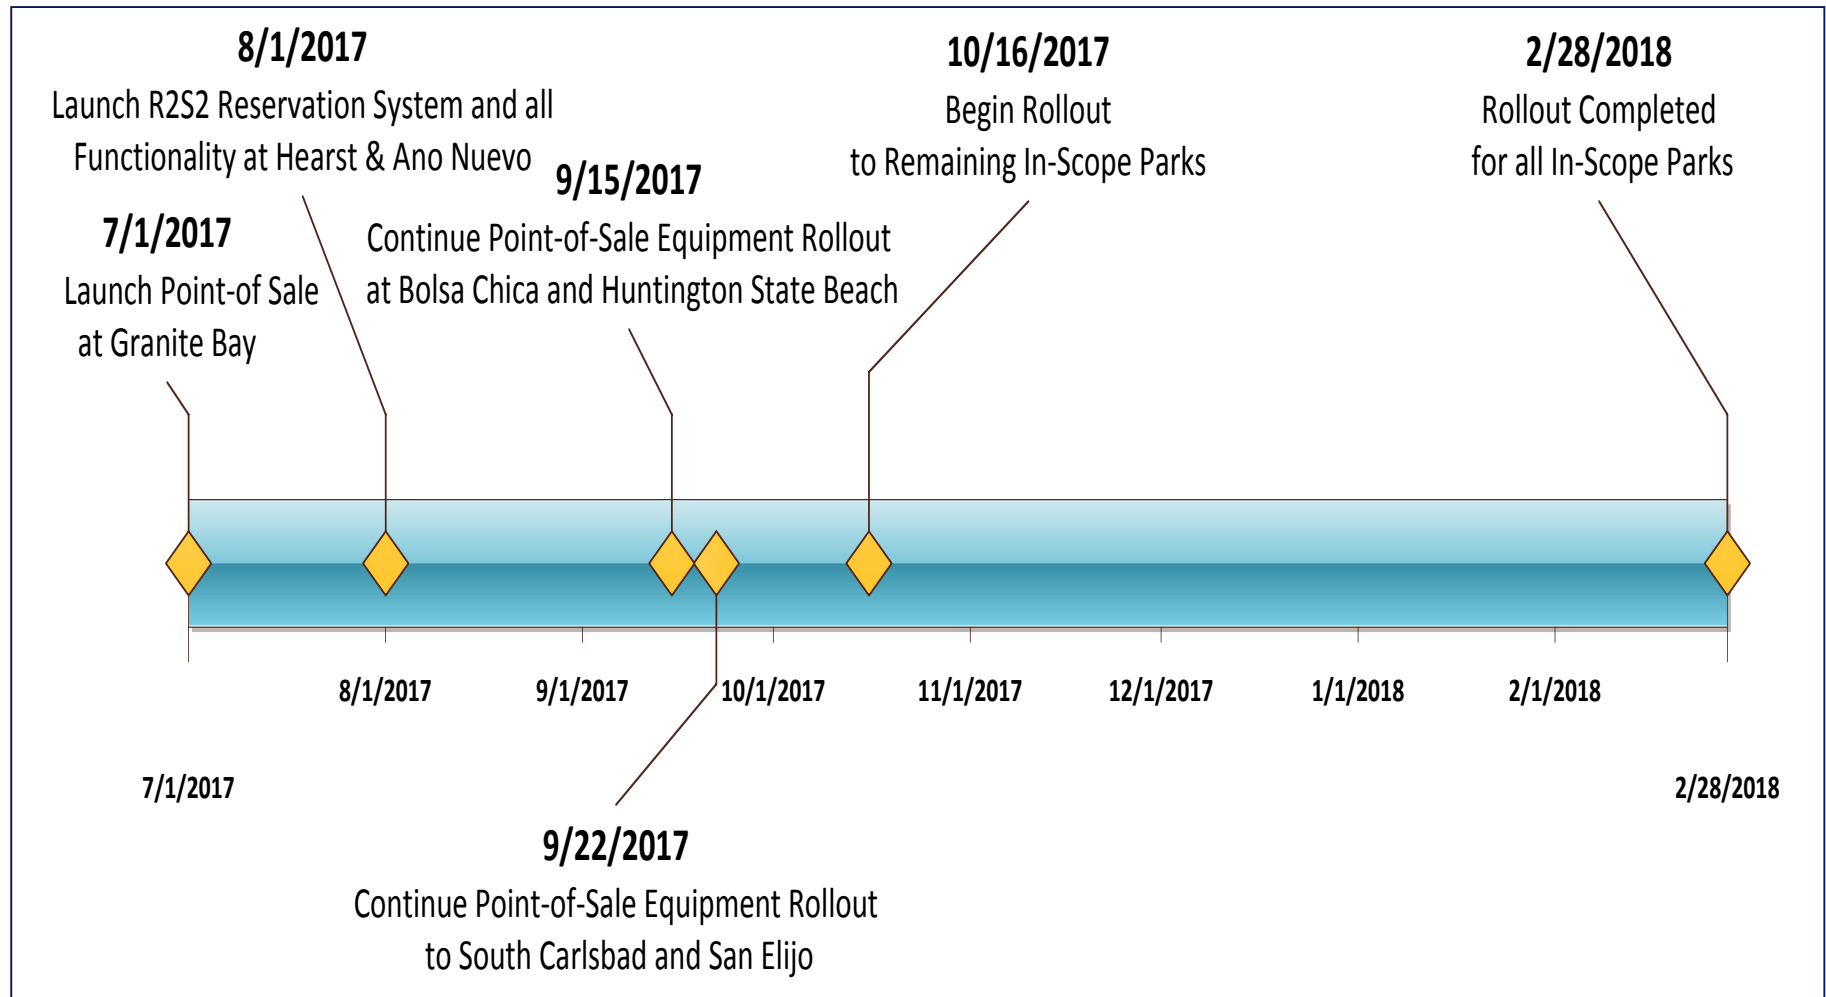 8/1/2017
Launch R2S2 Reservation System and all
Functionality at Hearst & Ano Nuevo
10/16/2017
Begin Rollout
to Remaining In-Scope Parks
2/28/2018
Rollout Completed
for all In-Scope Parks
9/15/2017
Continue Point-of-Sale Equipment Rollout
at Bolsa Chica and Huntington State Beach
7/1/2017
Launch Point-of Sale
at Granite Bay
8/1/2017
9/1/2017
10/1/2017
11/1/2017
12/1/2017
1/1/2018
2/1/2018
7/1/2017
2/28/2018
9/22/2017
Continue Point-of-Sale Equipment Rollout
to South Carlsbad and San Elijo